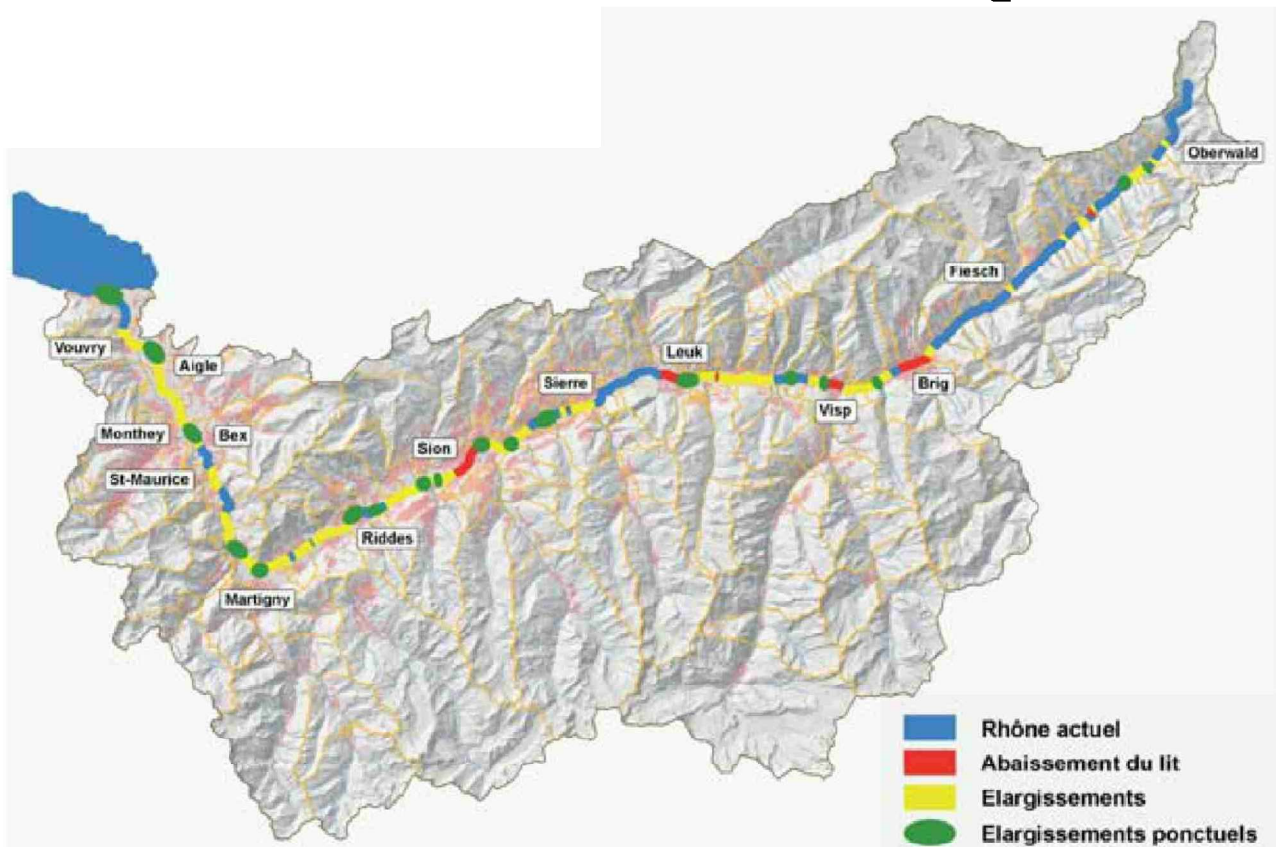 Oberwald
Fiesch
Vouvry
Aigle
Leuk
Sierre
Brig
Visp
Monthey
Bex
Sion
St-Maurice
Riddes
Martigny
Rhône actuel
Abaissement du lit
Elargissements
Elargissements ponctuels